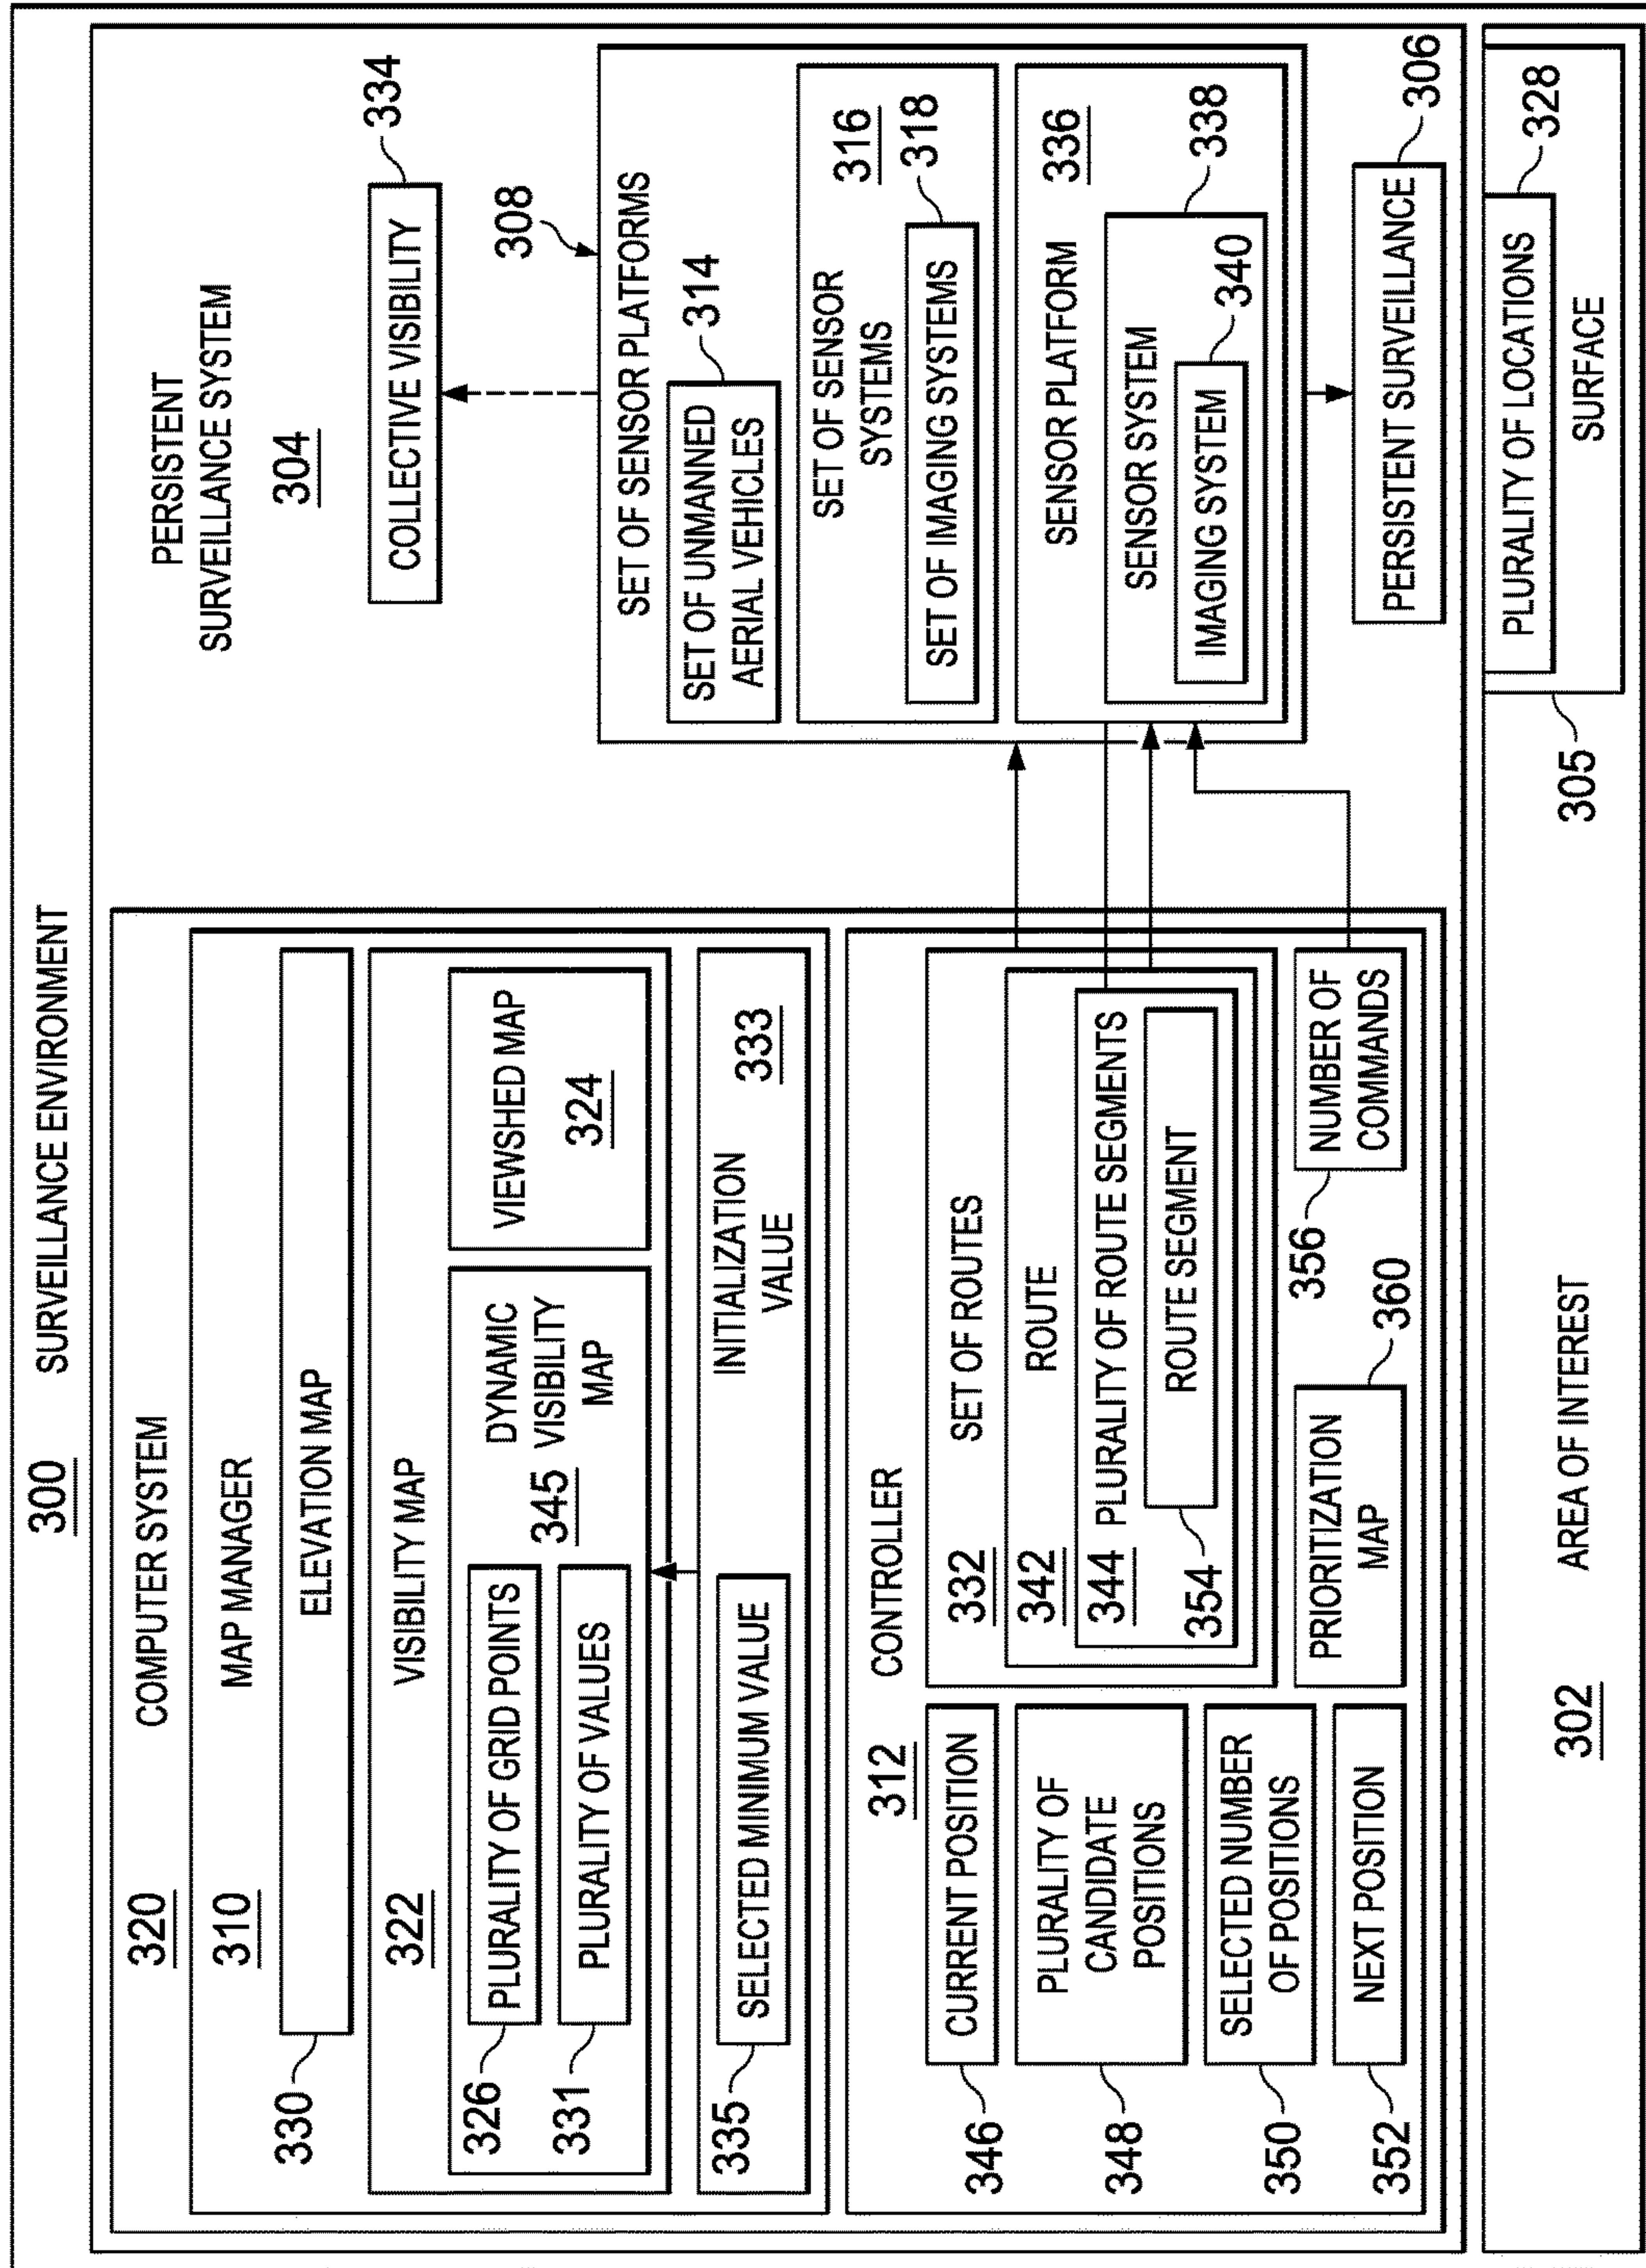 300
SURVEILLANCE ENVIRONMENT
320
COMPUTER SYSTEM
310
MAP MANAGER
330
ELEVATION MAP
322
VISIBILITY MAP
326
PLURALITY OF GRID POINTS
331
PLURALITY OF VALUES
345
DYNAMIC
VISIBILITY
MAP
VIEWSHED MAP
324
335
SELECTED MINIMUM VALUE
INITIALIZATION
VALUE
333
312
CONTROLLER
346
CURRENT POSITION
348
PLURALITY OF
CANDIDATE
POSITIONS
350
SELECTED NUMBER
OF POSITIONS
352
NEXT POSITION
332
SET OF ROUTES
342
ROUTE
344
PLURALITY OF ROUTE SEGMENTS
354
ROUTE SEGMENT
PRIORITIZATION
MAP
360
356
NUMBER OF
COMMANDS
PERSISTENT
SURVEILLANCE SYSTEM
304
COLLECTIVE VISIBILITY
334
308
SET OF SENSOR PLATFORMS
SET OF UNMANNED
AERIAL VEHICLES
314
SET OF SENSOR
SYSTEMS
316
SET OF IMAGING SYSTEMS
318
SENSOR PLATFORM
336
SENSOR SYSTEM
338
IMAGING SYSTEM
340
PERSISTENT SURVEILLANCE
306
302
AREA OF INTEREST
305
PLURALITY OF LOCATIONS
328
SURFACE